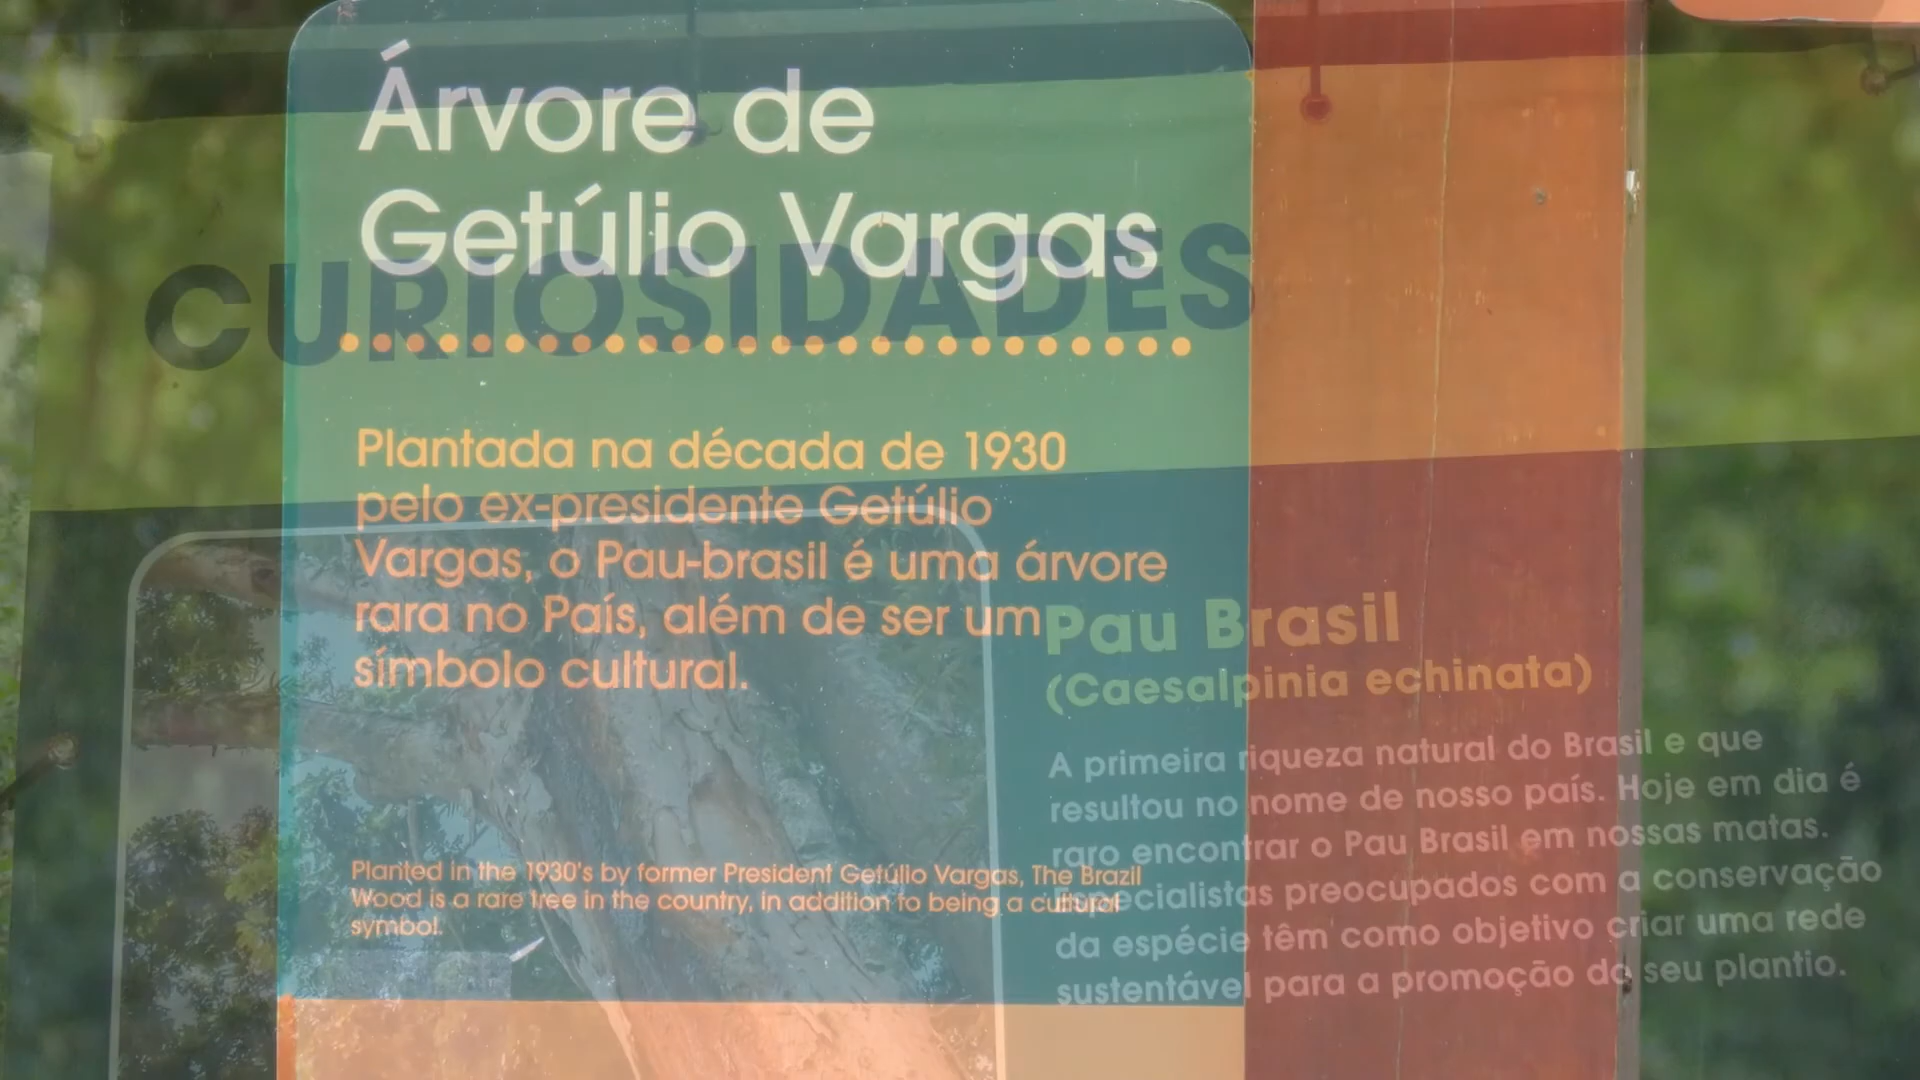 Árvore de
Getúlio Vargas
Plantada na década de 1930
pelo ex-presidente Getúlio
Vargas, o Pau-brasil é uma árvore
rara no País, além de ser um
símbolo cultural.
Planted in the 1930's by former President Getúlio Vargas, The Brazil
Wood is a rare tree in the country, in addition to being a cultural
symbol.
CURIOSIDADES
Pau Brasil
(Caesalpinia echinata)
A primeira riqueza natural do Brasil e que
resultou no nome de nosso país. Hoje em dia é
raro encontrar o Pau Brasil em nossas matas.
Especialistas preocupados com a conservação
da espécie têm como objetivo criar uma rede
sustentável para a promoção do seu plantio.